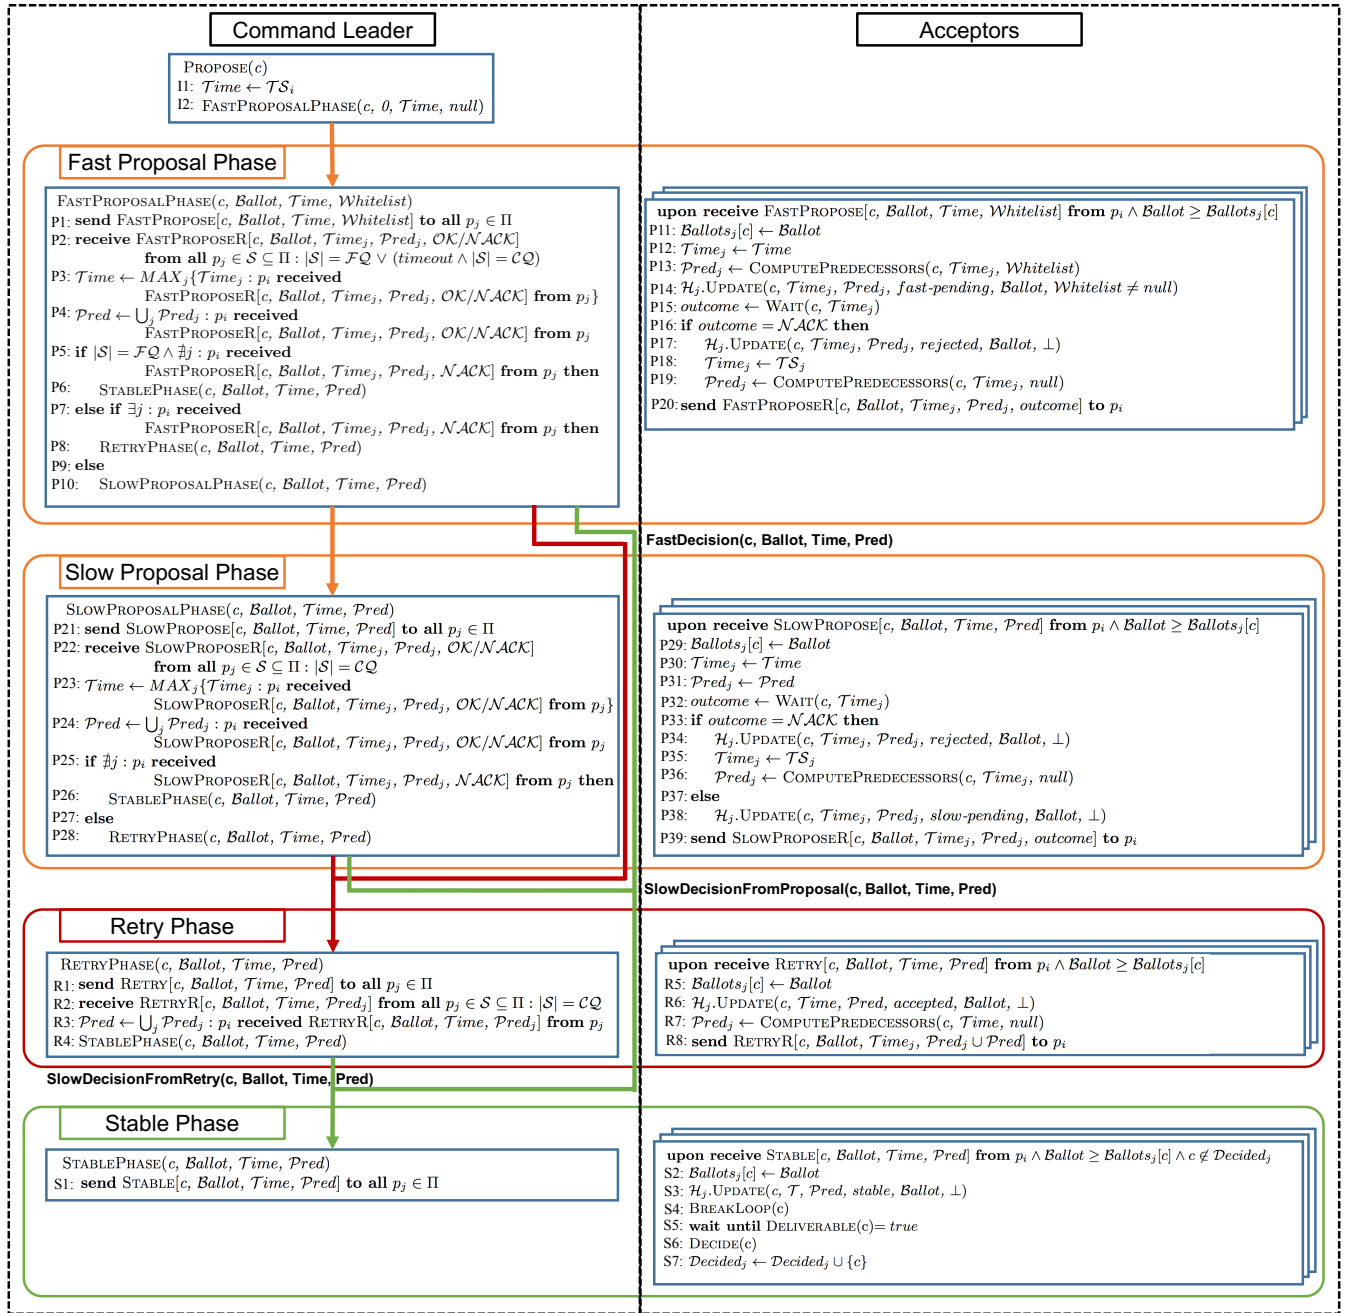 Command Leader
Acceptors
PROPOSE(c)
I1: Time ← TS_i
I2: FASTPROPOSALPHASE(c, 0, Time, null)
Fast Proposal Phase
FASTPROPOSALPHASE(c, Ballot, Time, Whitelist)
P1: send FASTPROPOSE[c, Ballot, Time, Whitelist] to all p_j ∈ Π
P2: receive FASTPROPOSER[c, Ballot, Time_j, Pred_j, OK/NACK]
from all p_j ∈ S ⊆ Π : |S| = FQ ∨ (timeout ∧ |S| = CQ)
P3: Time ← MAX_j{Time_j : p_i received
FASTPROPOSER[c, Ballot, Time_j, Pred_j, OK/NACK] from p_j}
P4: Pred ← ⋃_j Pred_j : p_i received
FASTPROPOSER[c, Ballot, Time_j, Pred_j, OK/NACK] from p_j
P5: if |S| = FQ ∧ ∄j : p_i received
FASTPROPOSER[c, Ballot, Time_j, Pred_j, NACK] from p_j then
P6: STABLEPHASE(c, Ballot, Time, Pred)
P7: else if ∃j : p_i received
FASTPROPOSER[c, Ballot, Time_j, Pred_j, NACK] from p_j then
P8: RETRYPHASE(c, Ballot, Time, Pred)
P9: else
P10: SLOWPROPOSALPHASE(c, Ballot, Time, Pred)
upon receive FASTPROPOSE[c, Ballot, Time, Whitelist] from p_i ∧ Ballot ≥ Ballots_j[c]
P11: Ballots_j[c] ← Ballot
P12: Time_j ← Time
P13: Pred_j ← COMPUTEPREDECESSORS(c, Time_j, Whitelist)
P14: H_j.UPDATE(c, Time_j, Pred_j, fast-pending, Ballot, Whitelist ≠ null)
P15: outcome ← WAIT(c, Time_j)
P16: if outcome = NACK then
P17: H_j.UPDATE(c, Time_j, Pred_j, rejected, Ballot, ⊥)
P18: Time_j ← TS_j
P19: Pred_j ← COMPUTEPREDECESSORS(c, Time_j, null)
P20: send FASTPROPOSER[c, Ballot, Time_j, Pred_j, outcome] to p_i
FastDecision(c, Ballot, Time, Pred)
Slow Proposal Phase
SLOWPROPOSALPHASE(c, Ballot, Time, Pred)
P21: send SLOWPROPOSE[c, Ballot, Time, Pred] to all p_j ∈ Π
P22: receive SLOWPROPOSER[c, Ballot, Time_j, Pred_j, OK/NACK]
from all p_j ∈ S ⊆ Π : |S| = CQ
P23: Time ← MAX_j{Time_j : p_i received
SLOWPROPOSER[c, Ballot, Time_j, Pred_j, OK/NACK] from p_j}
P24: Pred ← ⋃_j Pred_j : p_i received
SLOWPROPOSER[c, Ballot, Time_j, Pred_j, OK/NACK] from p_j
P25: if ∄j : p_i received
SLOWPROPOSER[c, Ballot, Time_j, Pred_j, NACK] from p_j then
P26: STABLEPHASE(c, Ballot, Time, Pred)
P27: else
P28: RETRYPHASE(c, Ballot, Time, Pred)
upon receive SLOWPROPOSE[c, Ballot, Time, Pred] from p_i ∧ Ballot ≥ Ballots_j[c]
P29: Ballots_j[c] ← Ballot
P30: Time_j ← Time
P31: Pred_j ← Pred
P32: outcome ← WAIT(c, Time_j)
P33: if outcome = NACK then
P34: H_j.UPDATE(c, Time_j, Pred_j, rejected, Ballot, ⊥)
P35: Time_j ← TS_j
P36: Pred_j ← COMPUTEPREDECESSORS(c, Time_j, null)
P37: else
P38: H_j.UPDATE(c, Time_j, Pred_j, slow-pending, Ballot, ⊥)
P39: send SLOWPROPOSER[c, Ballot, Time_j, Pred_j, outcome] to p_i
SlowDecisionFromProposal(c, Ballot, Time, Pred)
Retry Phase
RETRYPHASE(c, Ballot, Time, Pred)
R1: send RETRY[c, Ballot, Time, Pred] to all p_j ∈ Π
R2: receive RETRYR[c, Ballot, Time, Pred_j] from all p_j ∈ S ⊆ Π : |S| = CQ
R3: Pred ← ⋃_j Pred_j : p_i received RETRYR[c, Ballot, Time, Pred_j] from p_j
R4: STABLEPHASE(c, Ballot, Time, Pred)
upon receive RETRY[c, Ballot, Time, Pred] from p_i ∧ Ballot ≥ Ballots_j[c]
R5: Ballots_j[c] ← Ballot
R6: H_j.UPDATE(c, Time, Pred, accepted, Ballot, ⊥)
R7: Pred_j ← COMPUTEPREDECESSORS(c, Time, null)
R8: send RETRYR[c, Ballot, Time_j, Pred_j ∪ Pred] to p_i
SlowDecisionFromRetry(c, Ballot, Time, Pred)
Stable Phase
STABLEPHASE(c, Ballot, Time, Pred)
S1: send STABLE[c, Ballot, Time, Pred] to all p_j ∈ Π
upon receive STABLE[c, Ballot, Time, Pred] from p_i ∧ Ballot ≥ Ballots_j[c] ∧ c ∉ Decided_j
S2: Ballots_j[c] ← Ballot
S3: H_j.UPDATE(c, T, Pred, stable, Ballot, ⊥)
S4: BREAKLOOP(c)
S5: wait until DELIVERABLE(c)= true
S6: DECIDE(c)
S7: Decided_j ← Decided_j ∪ {c}